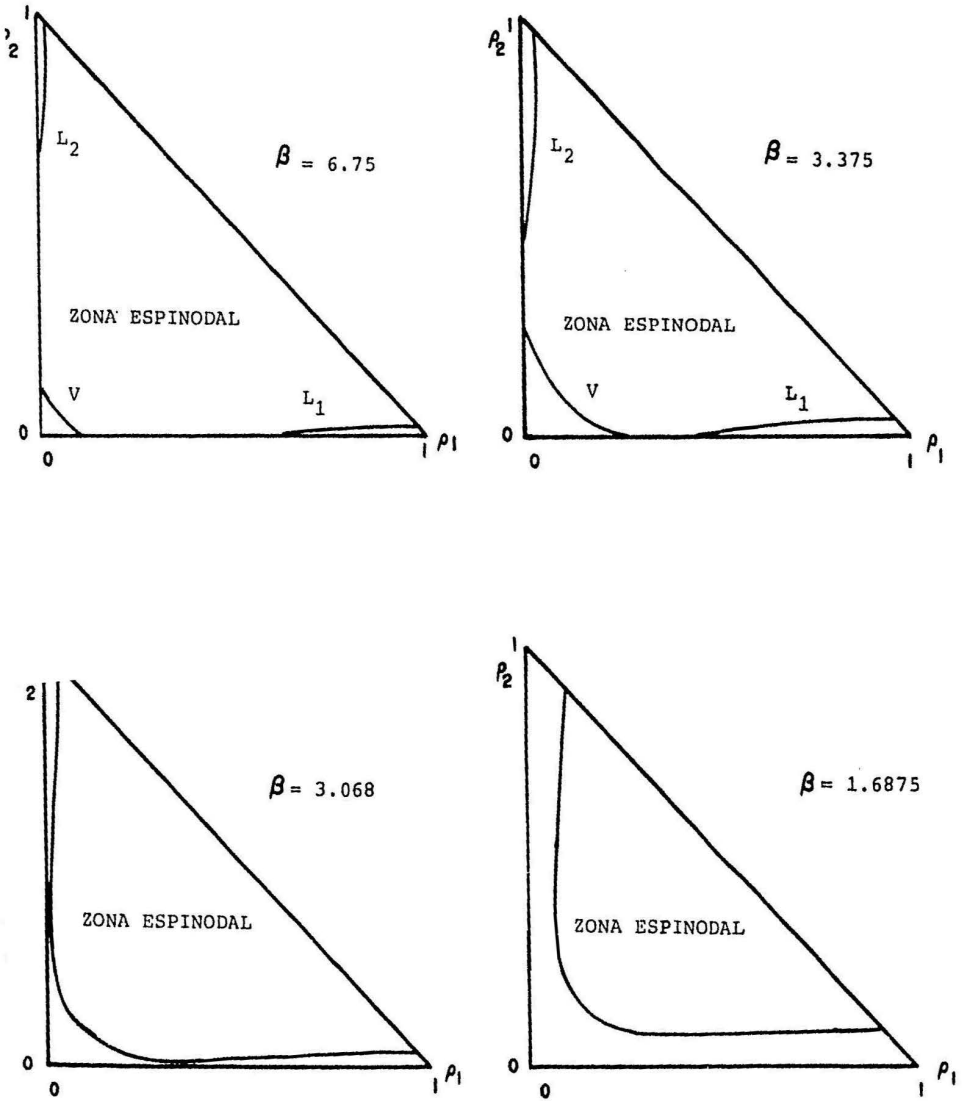 1
ρ2
L2
β = 6.75
ZONA ESPINODAL
V
L1
0
0
1 ρ1
1
ρ2
L2
β = 3.375
ZONA ESPINODAL
V
L1
0
0
1 ρ1
2
β = 3.068
ZONA ESPINODAL
0
0
1 ρ1
1
ρ2
β = 1.6875
ZONA ESPINODAL
0
0
1 ρ1